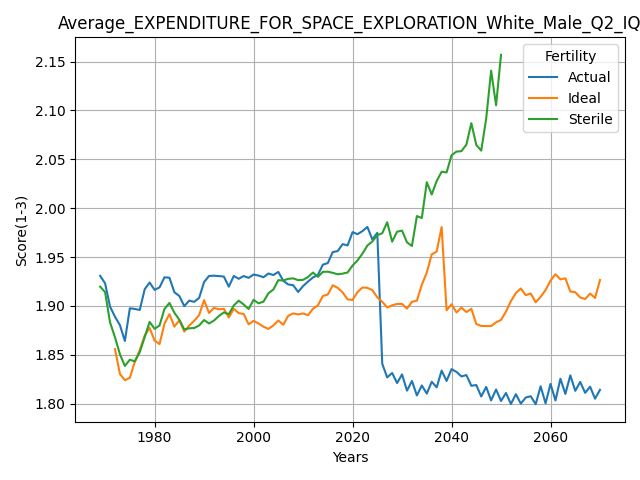 Average_EXPENDITURE_FOR_SPACE_EXPLORATION_White_Male_Q2_IQ
Fertility
Actual
Ideal
Sterile
Score(1-3)
2.15
2.10
2.05
2.00
1.95
1.90
1.85
1.80
1980
2000
2020
2040
2060
Years